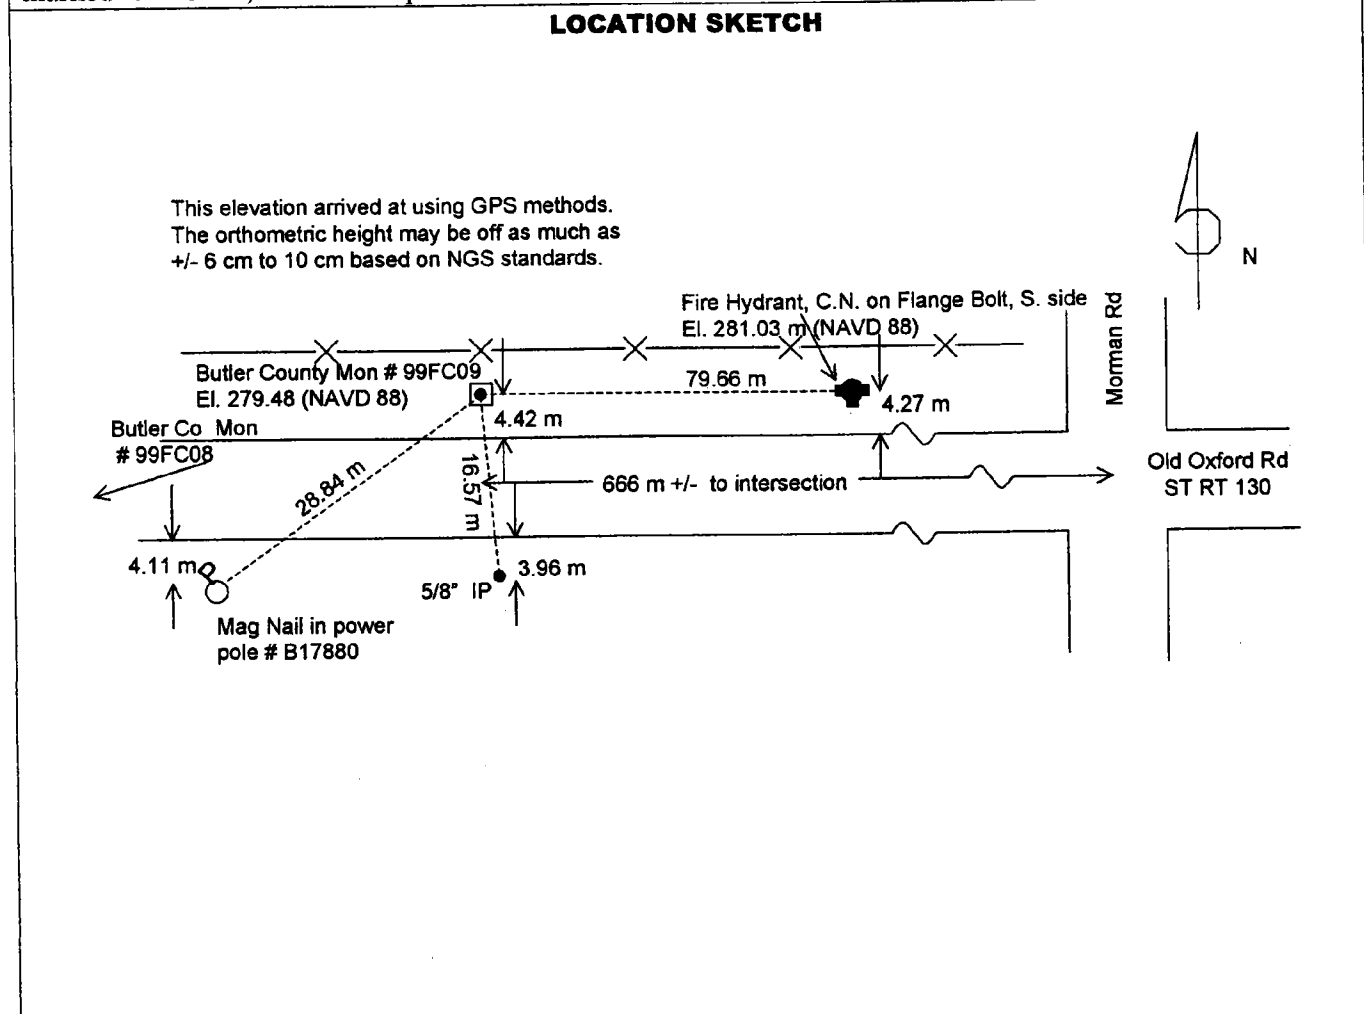 LOCATION SKETCH
This elevation arrived at using GPS methods.
The orthometric height may be off as much as
+/- 6 cm to 10 cm based on NGS standards.
N
Fire Hydrant, C.N. on Flange Bolt, S. side
El. 281.03 m (NAVD 88)
Morman Rd
Butler County Mon # 99FC09
El. 279.48 (NAVD 88)
79.66 m
4.42 m
4.27 m
Butler Co Mon
# 99FC08
28.84 m
16.57 m
666 m +/- to intersection
Old Oxford Rd
ST RT 130
4.11 m
3.96 m
5/8" IP
Mag Nail in power
pole # B17880